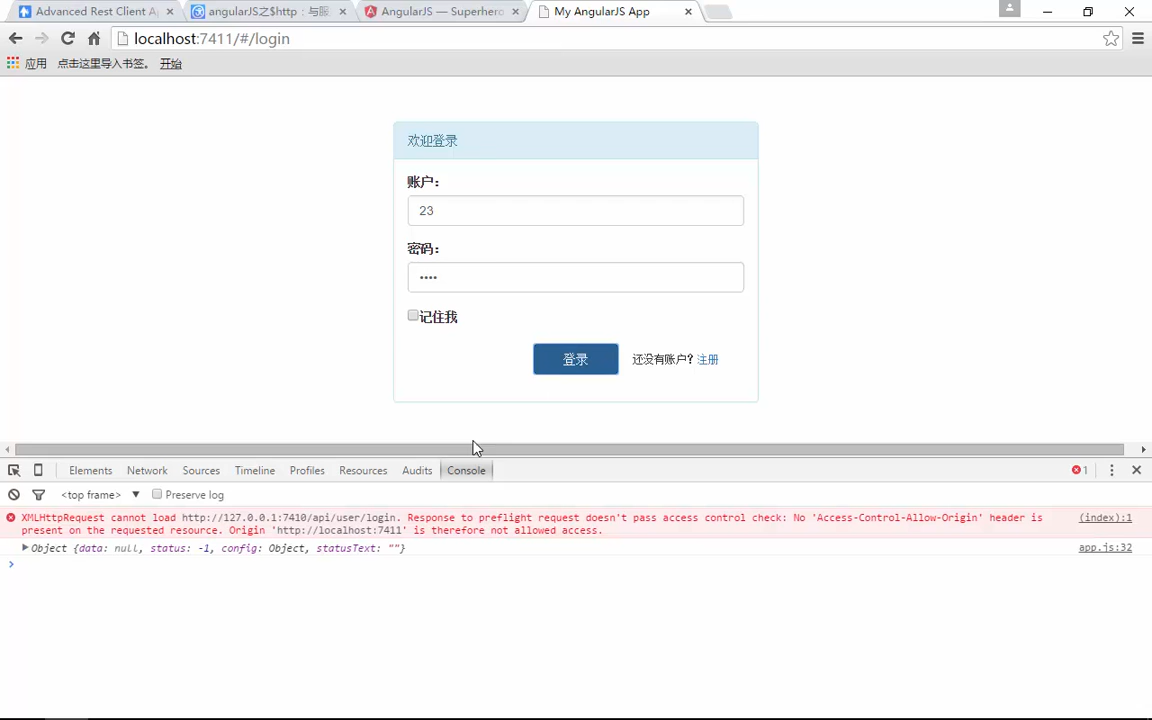 Advanced Rest Client A
angularJS之$http：与服
AngularJS — Superhero
My AngularJS App
localhost:7411/#/login
应用 点击这里导入书签。 开始
欢迎登录
账户：
23
密码：
••••
记住我
登录 还没有账户? 注册
Elements Network Sources Timeline Profiles Resources Audits Console 1
<top frame> ▼ Preserve log
XMLHttpRequest cannot load http://127.0.0.1:7410/api/user/login. Response to preflight request doesn't pass access control check: No 'Access-Control-Allow-Origin' header is (index):1
present on the requested resource. Origin 'http://localhost:7411' is therefore not allowed access.
Object {data: null, status: -1, config: Object, statusText: ""} app.js:32